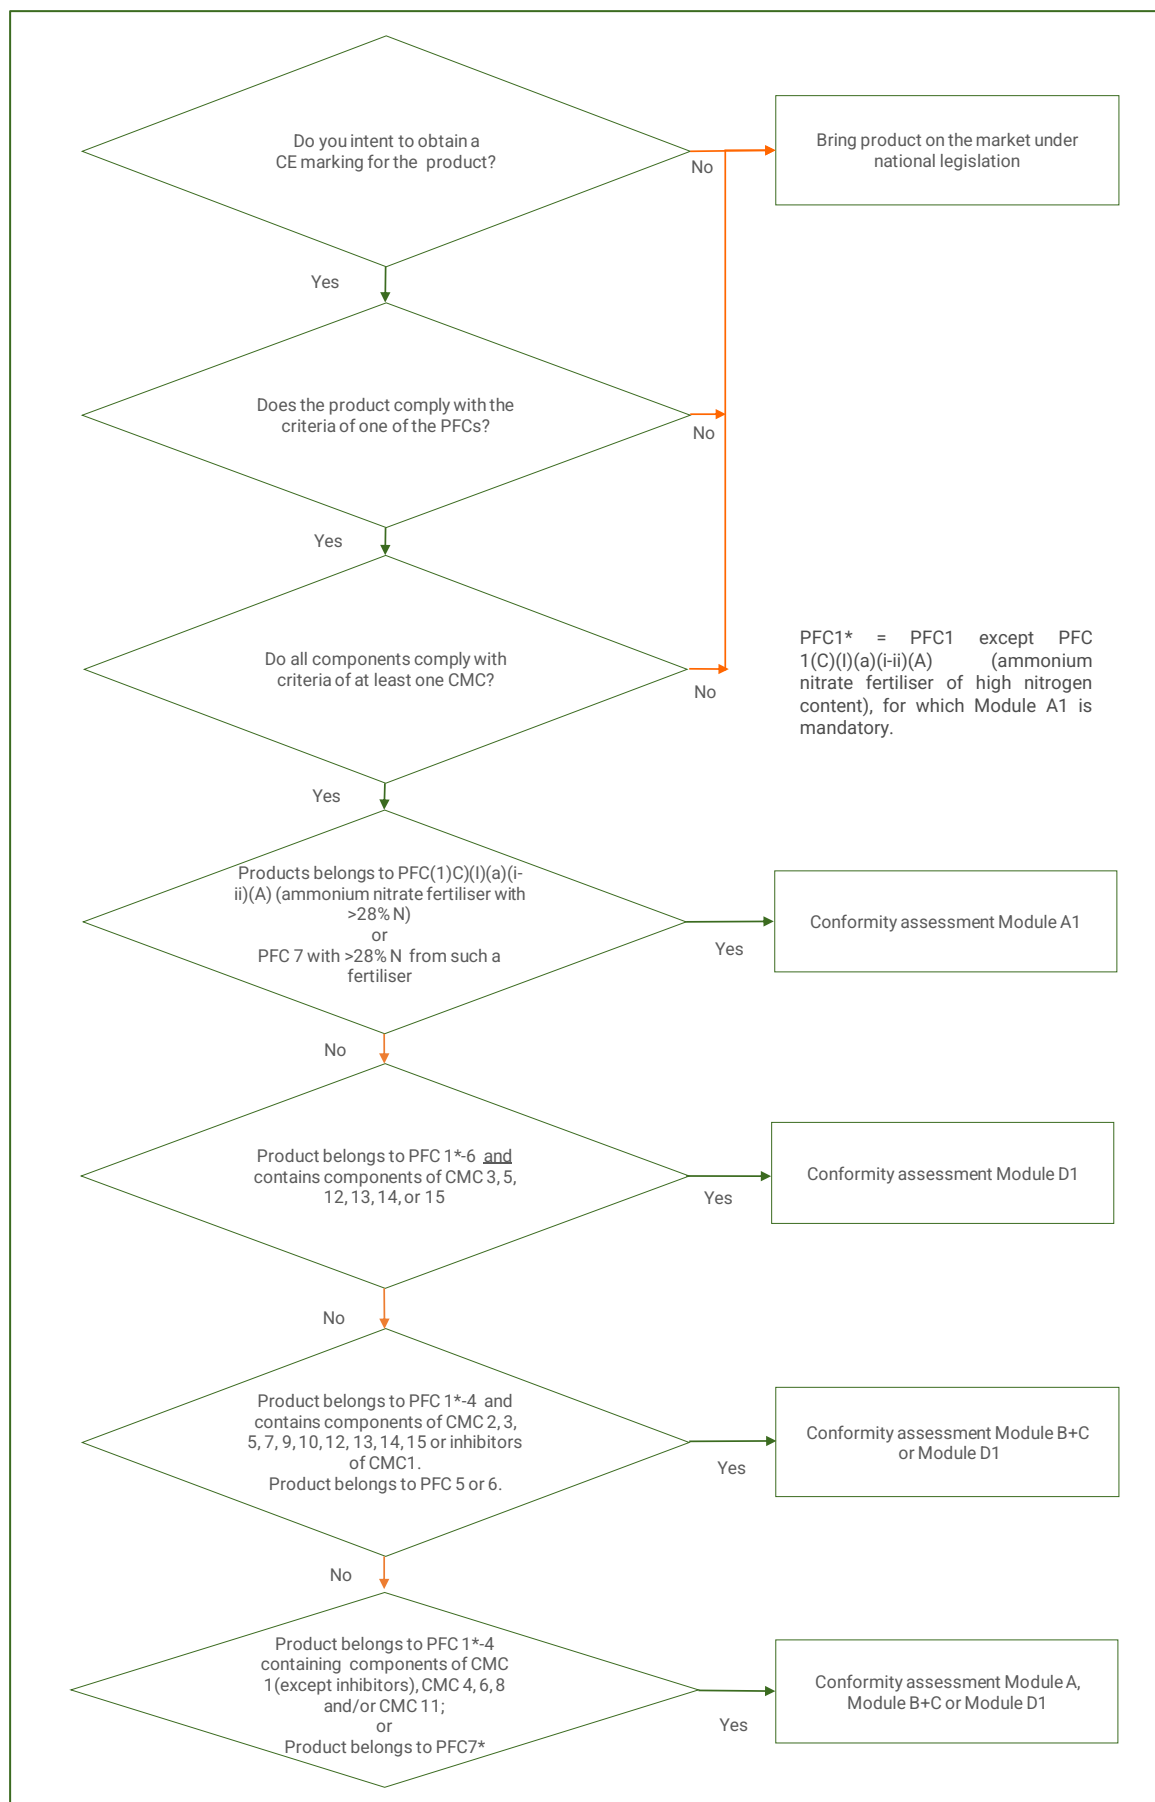 Do you intent to obtain a
CE marking for the product?
No
Bring product on the market under
national legislation
Yes
Does the product comply with the
criteria of one of the PFCs?
No
Yes
Do all components comply with
criteria of at least one CMC?
No
PFC1* = PFC1 except PFC
1(C)(I)(a)(i-ii)(A) (ammonium
nitrate fertiliser of high nitrogen
content), for which Module A1 is
mandatory.
Yes
Products belongs to PFC(1)C)(I)(a)(i-
ii)(A) (ammonium nitrate fertiliser with
>28% N)
or
PFC 7 with >28% N from such a
fertiliser
Yes
Conformity assessment Module A1
No
Product belongs to PFC 1*-6 and
contains components of CMC 3, 5,
12, 13, 14, or 15
Yes
Conformity assessment Module D1
No
Product belongs to PFC 1*-4 and
contains components of CMC 2, 3,
5, 7, 9, 10, 12, 13, 14, 15 or inhibitors
of CMC1.
Product belongs to PFC 5 or 6.
Yes
Conformity assessment Module B+C
or Module D1
No
Product belongs to PFC 1*-4
containing components of CMC
1(except inhibitors), CMC 4, 6, 8
and/or CMC 11;
or
Product belongs to PFC7*
Yes
Conformity assessment Module A,
Module B+C or Module D1